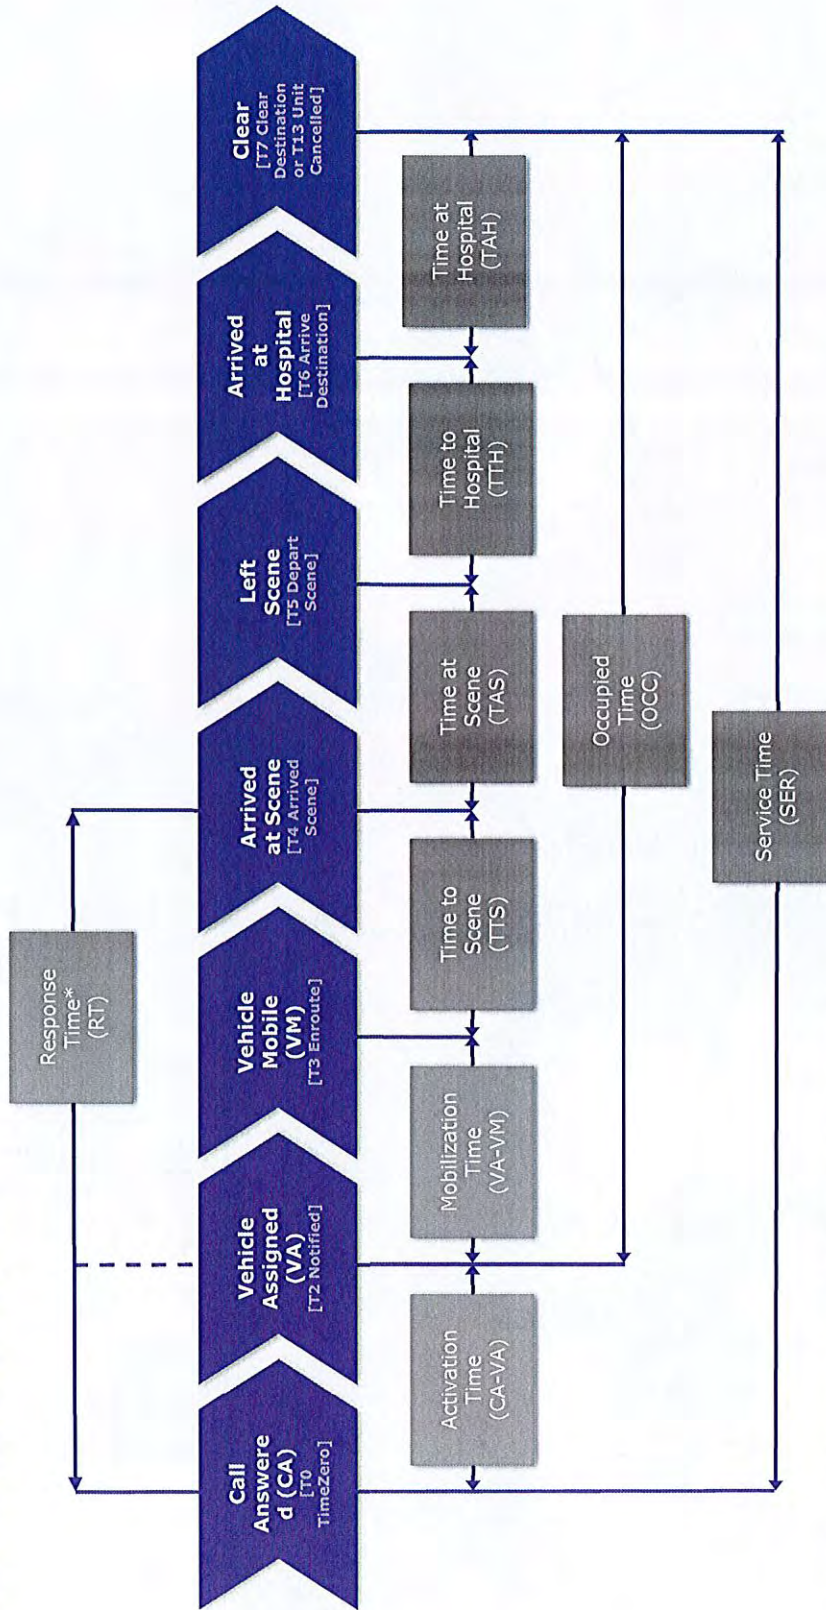 Response
Time*
(RT)
Call
Answere
d (CA)
[T0
TimeZero]
Vehicle
Assigned
(VA)
[T2 Notified]
Vehicle
Mobile
(VM)
[T3 Enroute]
Arrived
at Scene
[T4 Arrived
Scene]
Left
Scene
[T5 Depart
Scene]
Arrived
at
Hospital
[T6 Arrive
Destination]
Clear
[T7 Clear
Destination
or T13 Unit
Cancelled]
Activation
Time
(CA-VA)
Mobilization
Time
(VA-VM)
Time to
Scene
(TTS)
Time at
Scene
(TAS)
Time to
Hospital
(TTH)
Time at
Hospital
(TAH)
Occupied
Time
(OCC)
Service Time
(SER)